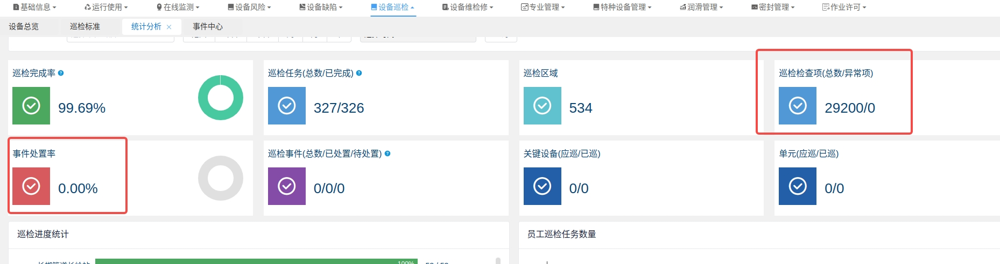 基础信息 运行使用 在线监测 设备风险 设备缺陷 设备巡检 设备维检修 专业管理 特种设备管理 润滑管理 密封管理 作业许可
设备总览 巡检标准 统计分析 × 事件中心
巡检完成率 ?
99.69%
巡检任务(总数/已完成) ?
327/326
巡检区域
534
巡检检查项(总数/异常项)
29200/0
事件处置率
0.00%
巡检事件(总数/已处置/待处置) ?
0/0/0
关键设备(应巡/已巡)
0/0
单元(应巡/已巡)
0/0
巡检进度统计
员工巡检任务数量
100%